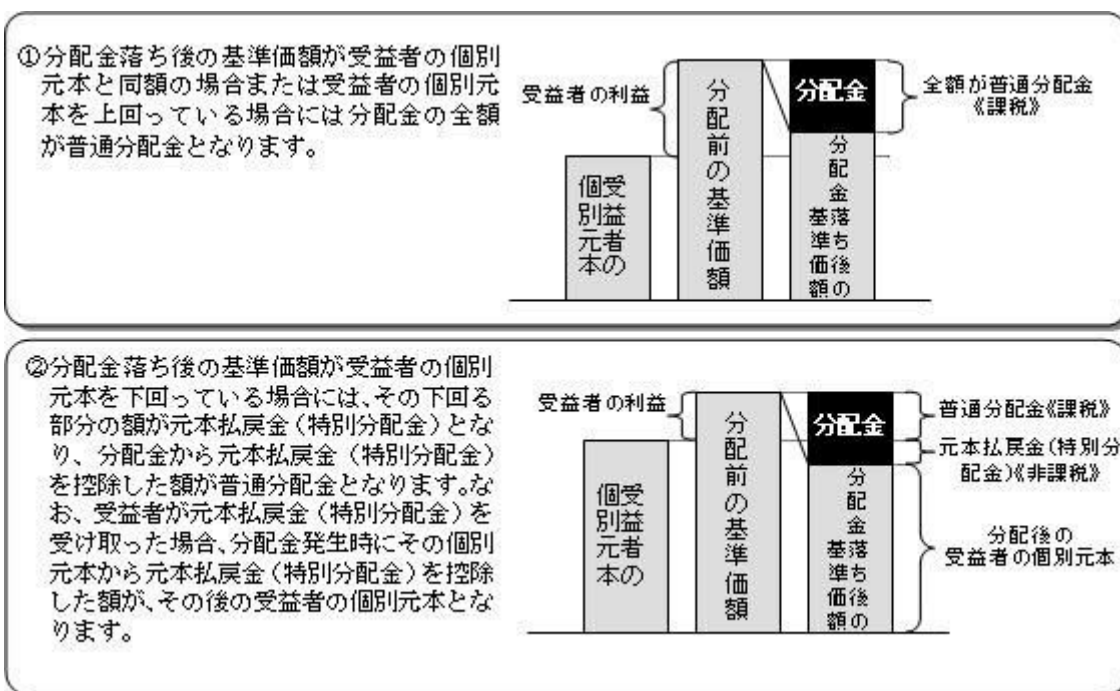 ①分配金落ち後の基準価額が受益者の個別
元本と同額の場合または受益者の個別元
本を上回っている場合には分配金の全額
が普通分配金となります。
受益者の利益
個別元本
受益者の
分配前の基準価額
分配金
基準価額
分配金落ち後の
全額が普通分配金
《課税》
②分配金落ち後の基準価額が受益者の個別
元本を下回っている場合には、その下回る
部分の額が元本払戻金(特別分配金)とな
り、分配金から元本払戻金(特別分配金)
を控除した額が普通分配金となります。な
お、受益者が元本払戻金(特別分配金)を
受け取った場合、分配金発生時にその個別
元本から元本払戻金(特別分配金)を控除
した額が、その後の受益者の個別元本とな
ります。
受益者の利益
個別元本
受益者の
分配前の基準価額
分配金
基準価額
分配金落ち後の
普通分配金《課税》
元本払戻金(特別分
配金)《非課税》
分配後の
受益者の個別元本